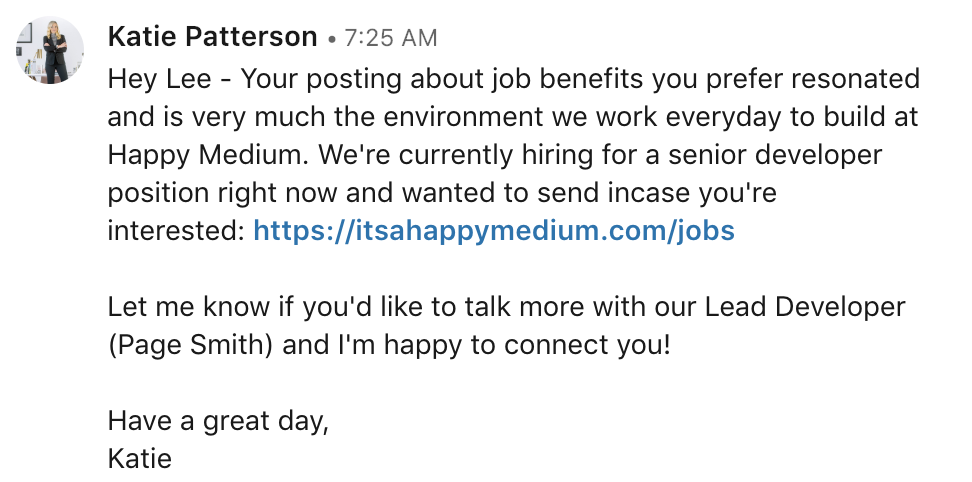 Katie Patterson • 7:25 AM
Hey Lee - Your posting about job benefits you prefer resonated
and is very much the environment we work everyday to build at
Happy Medium. We're currently hiring for a senior developer
position right now and wanted to send incase you're
interested: https://itsahappymedium.com/jobs
Let me know if you'd like to talk more with our Lead Developer
(Page Smith) and I'm happy to connect you!
Have a great day,
Katie